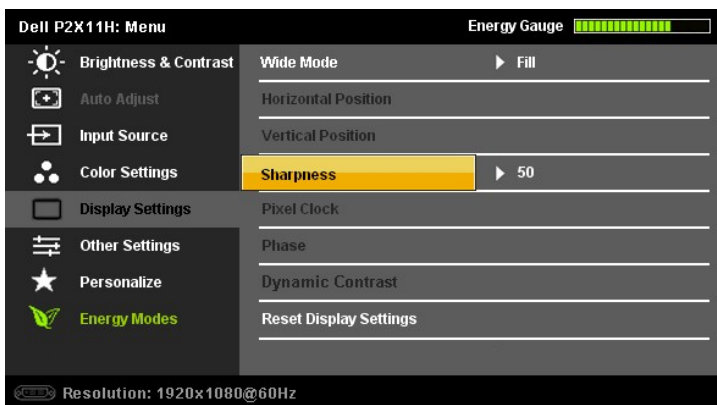 Dell P2X11H: Menu Energy Gauge
Brightness & Contrast Wide Mode Fill
Auto Adjust Horizontal Position
Input Source Vertical Position
Color Settings Sharpness 50
Display Settings Pixel Clock
Other Settings Phase
Personalize Dynamic Contrast
Energy Modes Reset Display Settings
Resolution: 1920x1080@60Hz